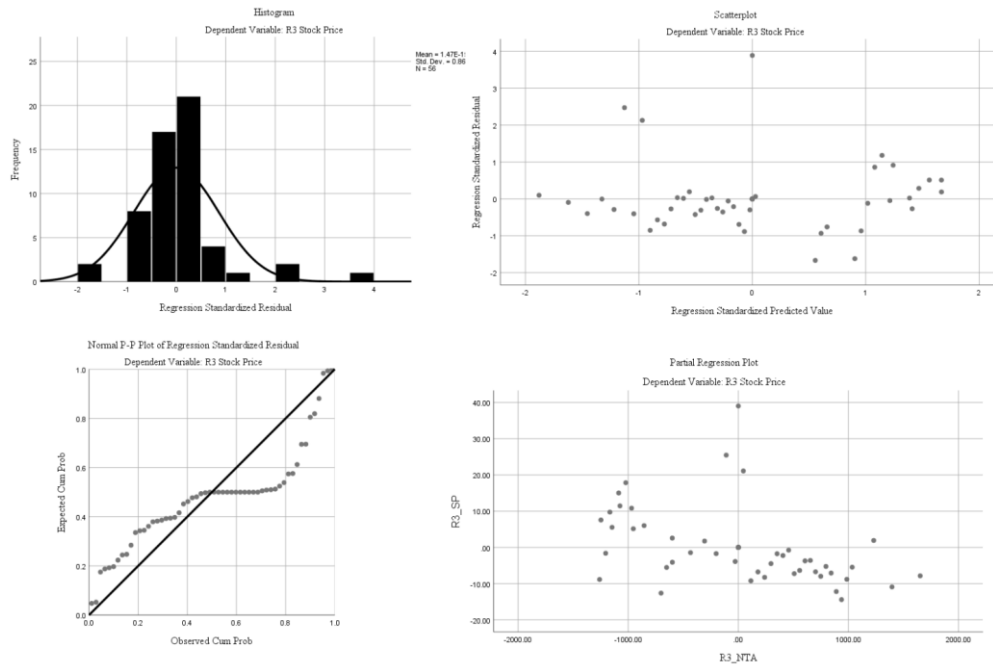 Histogram
Dependent Variable: R3 Stock Price
Mean = 1.47E-1
Std. Dev. = 0.86
N = 56
25
20
15
10
5
0
Frequency
-2 -1 0 1 2 3 4
Regression Standardized Residual
Scatterplot
Dependent Variable: R3 Stock Price
4
3
2
1
0
-1
-2
Regression Standardized Residual
-2 -1 0 1 2
Regression Standardized Predicted Value
Normal P-P Plot of Regression Standardized Residual
Dependent Variable: R3 Stock Price
1.0
0.8
0.6
0.4
0.2
0.0
Expected Cum Prob
0.0 0.2 0.4 0.6 0.8 1.0
Observed Cum Prob
Partial Regression Plot
Dependent Variable: R3 Stock Price
40.00
30.00
20.00
10.00
.00
-10.00
-20.00
R3_SP
-2000.00 -1000.00 .00 1000.00 2000.00
R3_NTA